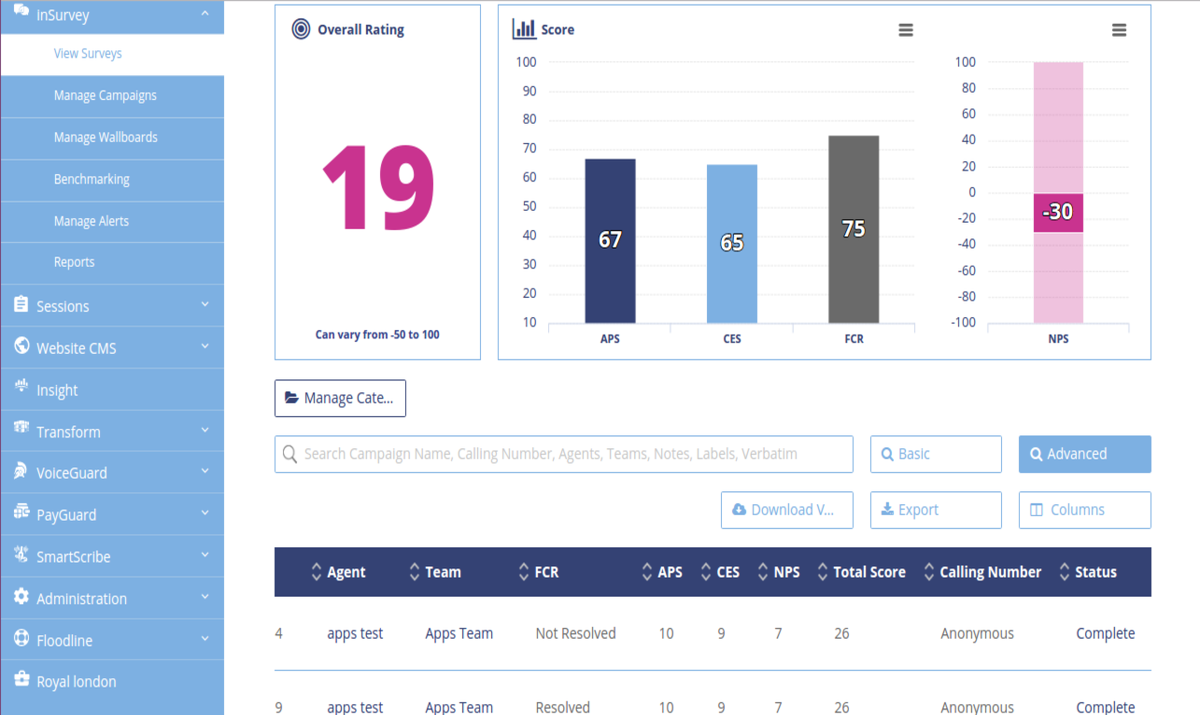 InSurvey
View Surveys
Manage Campaigns
Manage Wallboards
Benchmarking
Manage Alerts
Reports
Sessions
Website CMS
Insight
Transform
VoiceGuard
PayGuard
SmartScribe
Administration
Floodline
Royal london
Overall Rating
19
Can vary from -50 to 100
Score
100
90
80
70
60
50
40
30
20
10
67
65
75
APS
CES
FCR
100
80
60
40
20
0
-20
-40
-60
-80
-100
-30
NPS
Manage Cate...
Search Campaign Name, Calling Number, Agents, Teams, Notes, Labels, Verbatim
Basic
Advanced
Download V...
Export
Columns
Agent Team FCR APS CES NPS Total Score Calling Number Status
4 apps test Apps Team Not Resolved 10 9 7 26 Anonymous Complete
9 apps test Apps Team Resolved 10 9 7 26 Anonymous Complete